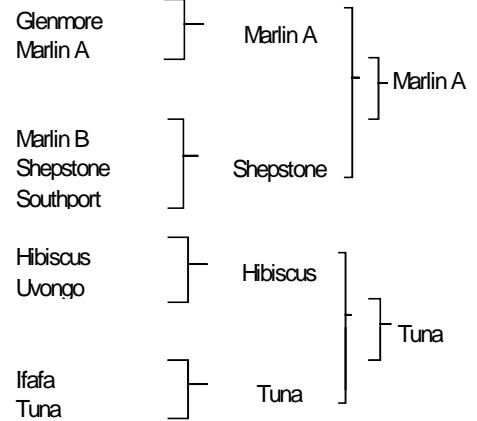 Glenmore
Marlin A
Marlin A
Marlin A
Marlin B
Shepstone
Southport
Shepstone
Hibiscus
Uvongo
Hibiscus
Tuna
Ifafa
Tuna
Tuna